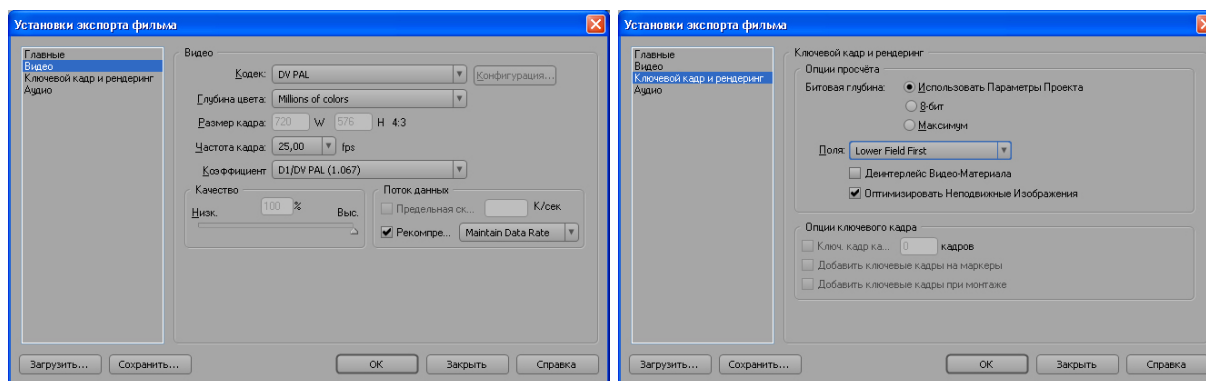 Установки экспорта фильма
Главные
Видео
Ключевой кадр и рендеринг
Аудио
Видео
Кодек: DV PAL Конфигурация...
Глубина цвета: Millions of colors
Размер кадра: 720 W 576 H 4:3
Частота кадра: 25,00 fps
Коэффициент D1/DV PAL (1.067)
Качество
Низк. 100 % Выс.
Поток данных
Предельная ск... К/сек
Рекомпре... Maintain Data Rate
Загрузить... Сохранить... OK Закрыть Справка
Установки экспорта фильма
Главные
Видео
Ключевой кадр и рендеринг
Аудио
Ключевой кадр и рендеринг
Опции просчёта
Битовая глубина: Использовать Параметры Проекта
8-бит
Максимум
Поля: Lower Field First
Деинтерлейс Видео-Материала
Оптимизировать Неподвижные Изображения
Опции ключевого кадра
Ключ. кадр ка... 0 кадров
Добавить ключевые кадры на маркеры
Добавить ключевые кадры при монтаже
Загрузить... Сохранить... OK Закрыть Справка